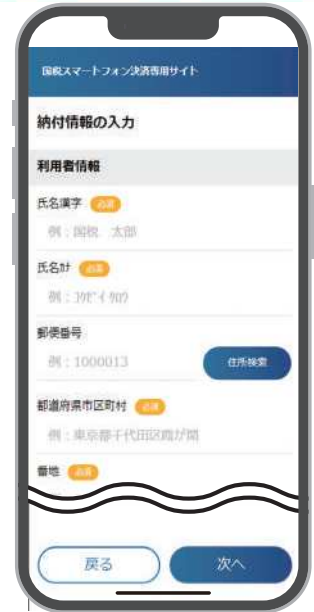 国税スマートフォン決済専用サイト
納付情報の入力
利用者情報
氏名漢字 必須
例：国税 太郎
氏名ｶﾅ 必須
例：ｺｸｾﾞｲ ﾀﾛｳ
郵便番号
例：1000013
住所検索
都道府県市区町村 必須
例：東京都千代田区霞が関
番地 必須
戻る
次へ